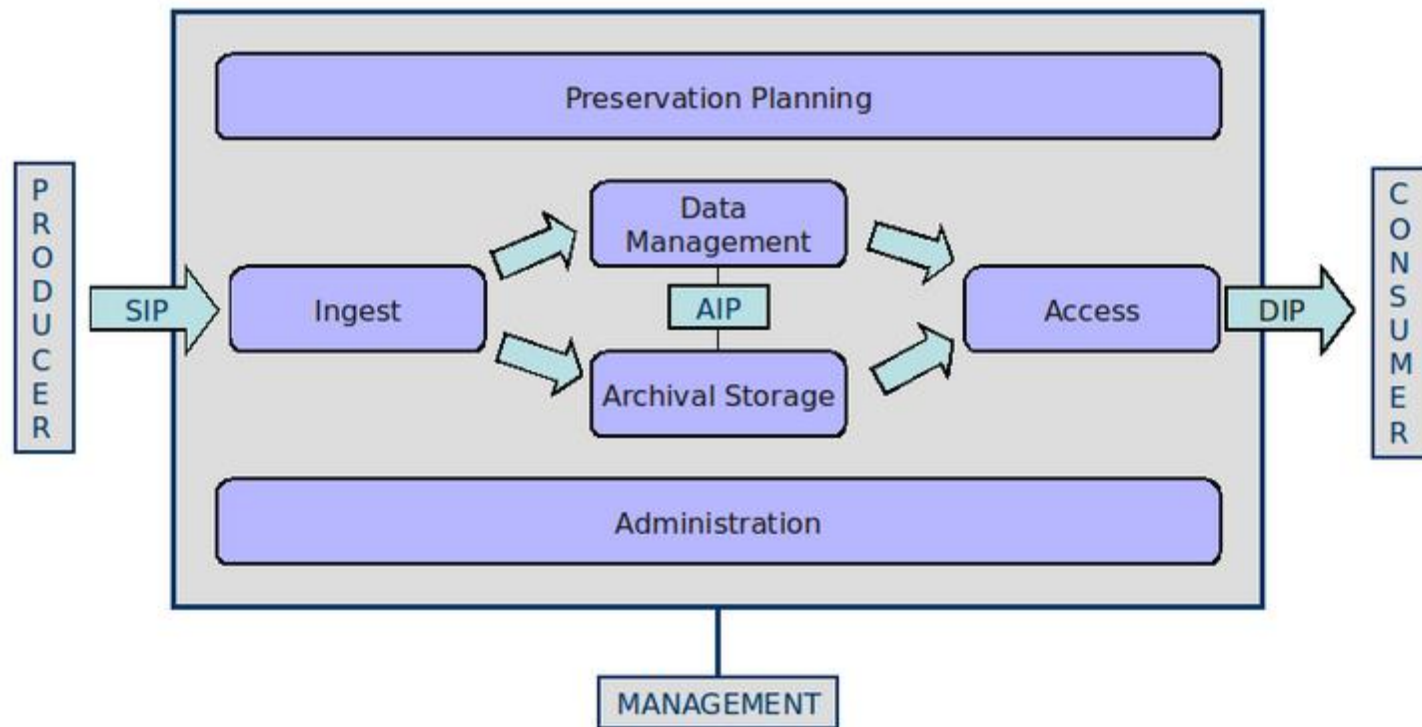 Preservation Planning
PRODUCER
SIP
Ingest
Data
Management
AIP
Archival Storage
Access
DIP
CONSUMER
Administration
MANAGEMENT